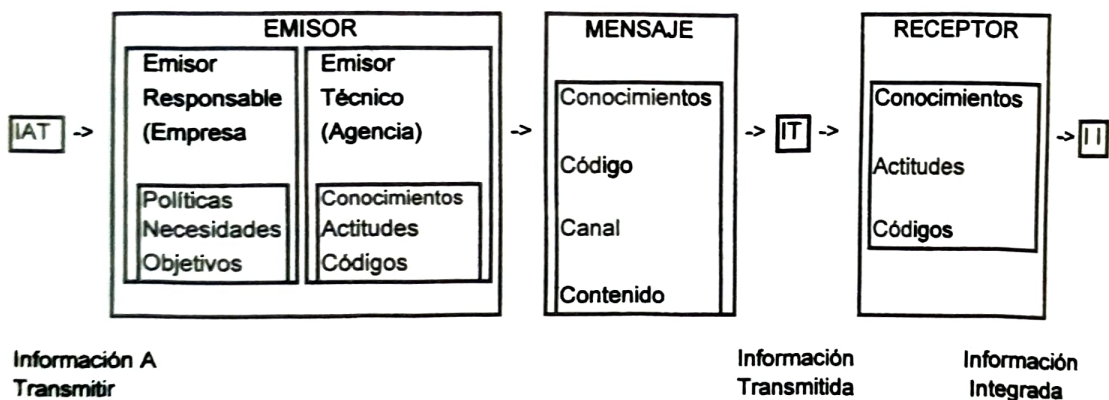 EMISOR
MENSAJE
RECEPTOR
Emisor
Responsable
(Empresa
Emisor
Técnico
(Agencia)
IAT ->
Políticas
Necesidades
Objetivos
Conocimientos
Actitudes
Códigos
->
Conocimientos
Código
Canal
Contenido
-> IT ->
Conocimientos
Actitudes
Códigos
-> I I
Información A
Transmitir
Información
Transmitida
Información
Integrada